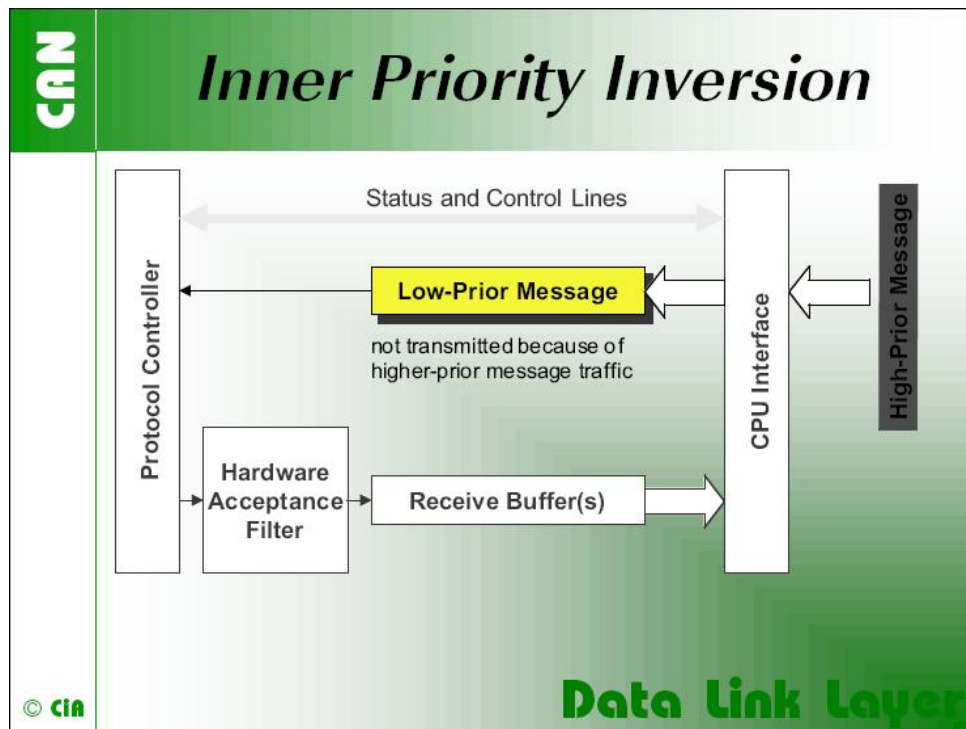 CAN
Inner Priority Inversion
Status and Control Lines
Protocol Controller
Low-Prior Message
not transmitted because of
higher-prior message traffic
CPU Interface
High-Prior Message
Hardware
Acceptance
Filter
Receive Buffer(s)
© CiA
Data Link Layer